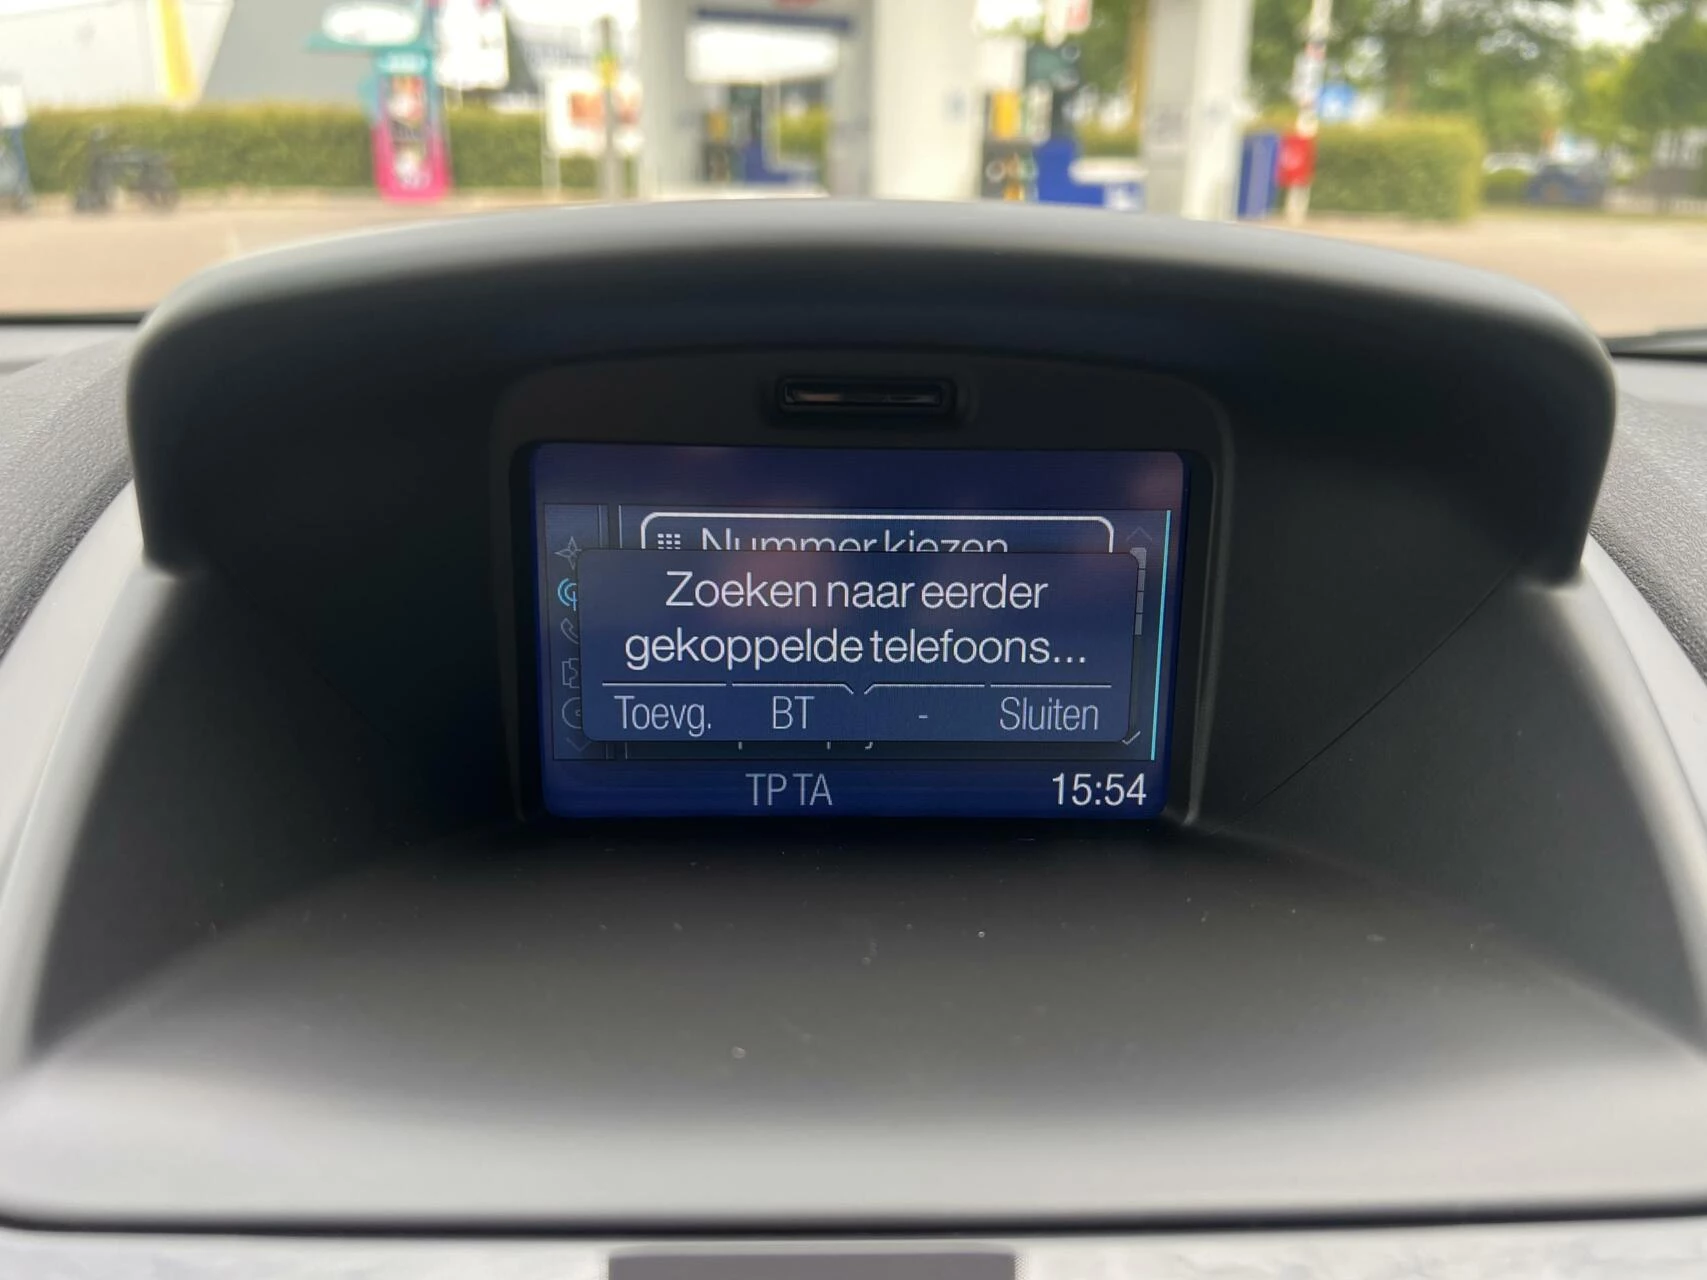 Nummer kiezen
Zoeken naar eerder
gekoppelde telefoons...
Toevg. BT - Sluiten
TP TA 15:54